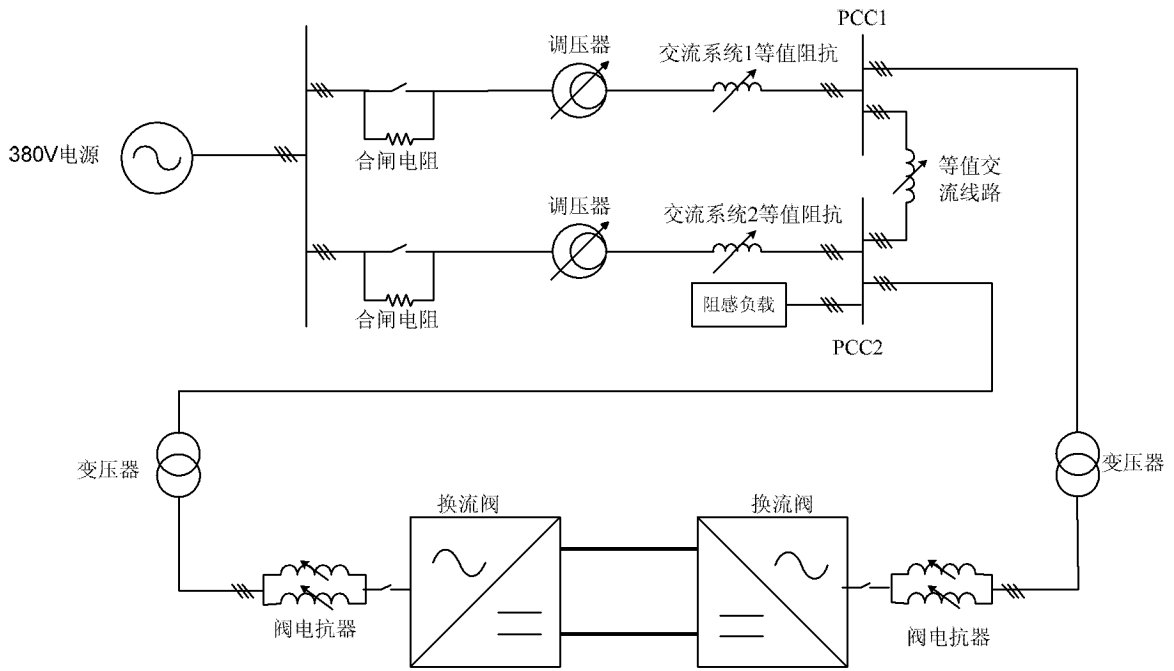 PCC1
调压器
交流系统1等值阻抗
380V电源
合闸电阻
等值交
流线路
调压器
交流系统2等值阻抗
阻感负载
合闸电阻
PCC2
变压器
变压器
换流阀
换流阀
阀电抗器
阀电抗器